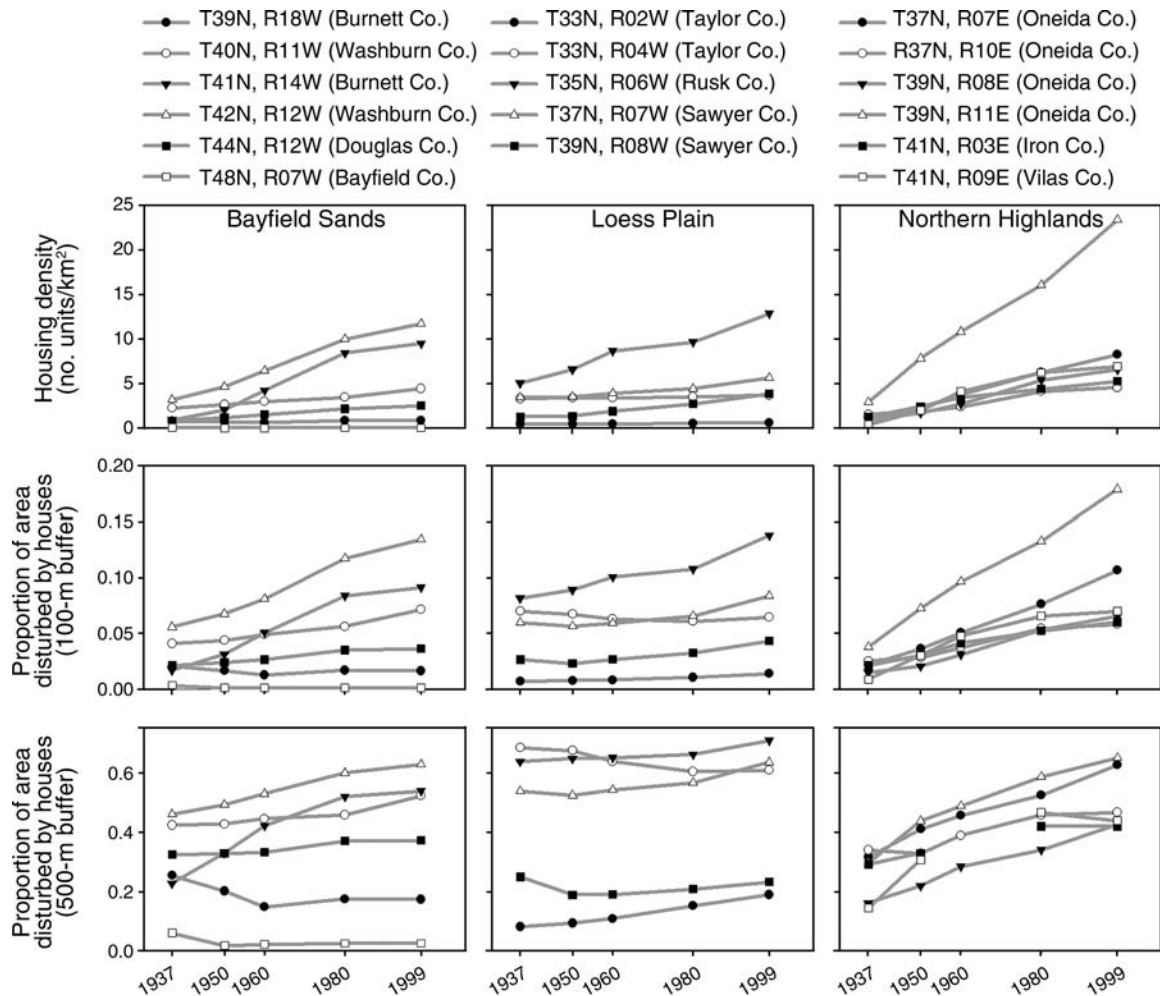 T39N, R18W (Burnett Co.)
T40N, R11W (Washburn Co.)
T41N, R14W (Burnett Co.)
T42N, R12W (Washburn Co.)
T44N, R12W (Douglas Co.)
T48N, R07W (Bayfield Co.)
T33N, R02W (Taylor Co.)
T33N, R04W (Taylor Co.)
T35N, R06W (Rusk Co.)
T37N, R07W (Sawyer Co.)
T39N, R08W (Sawyer Co.)
T37N, R07E (Oneida Co.)
R37N, R10E (Oneida Co.)
T39N, R08E (Oneida Co.)
T39N, R11E (Oneida Co.)
T41N, R03E (Iron Co.)
T41N, R09E (Vilas Co.)
Bayfield Sands
Loess Plain
Northern Highlands
Housing density
(no. units/km²)
25
20
15
10
5
0
Proportion of area
disturbed by houses
(100-m buffer)
0.20
0.15
0.10
0.05
0.00
Proportion of area
disturbed by houses
(500-m buffer)
0.6
0.4
0.2
0.0
1937
1950
1960
1980
1999
1937
1950
1960
1980
1999
1937
1950
1960
1980
1999